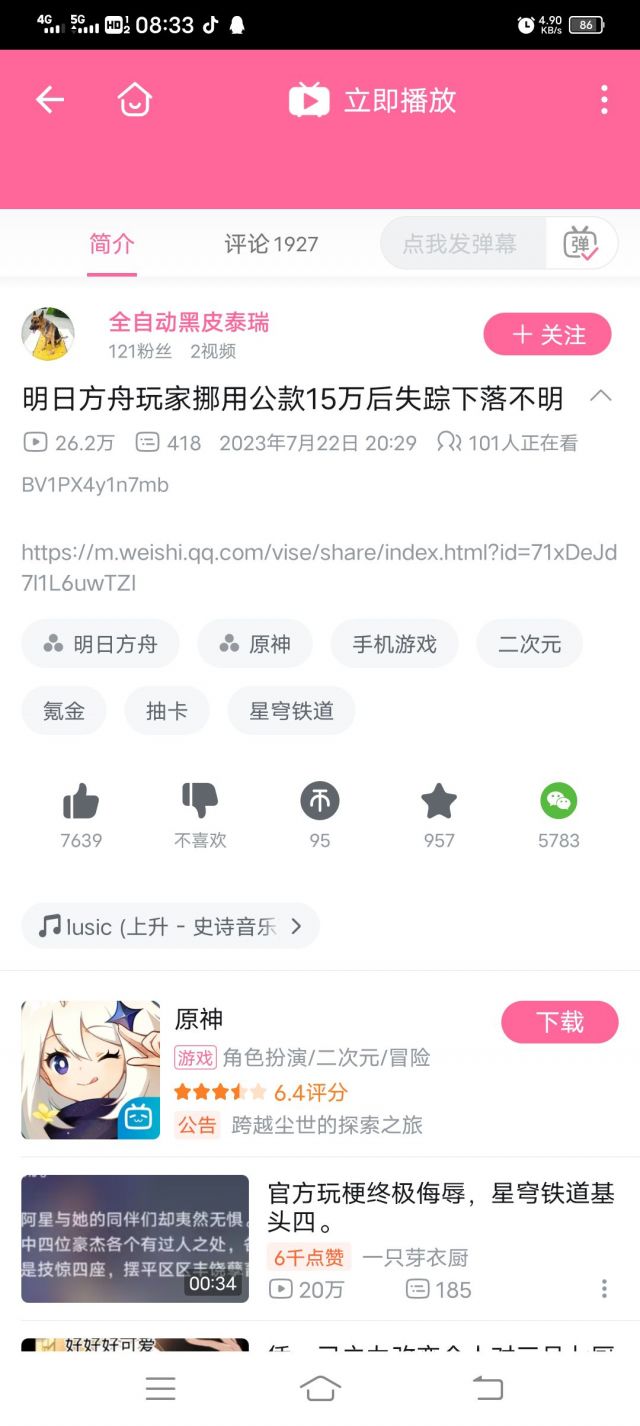 4G 5G HD 1 2 08:33 4.90 KB/s 86
立即播放
简介 评论 1927 点我发弹幕 弹
全自动黑皮泰瑞
121粉丝 2视频 + 关注
明日方舟玩家挪用公款15万后失踪下落不明
26.2万 418 2023年7月22日 20:29 101人正在看
BV1PX4y1n7mb
https://m.weishi.qq.com/vise/share/index.html?id=71xDeJd
7l1L6uwTZI
明日方舟 原神 手机游戏 二次元
氪金 抽卡 星穹铁道
7639 不喜欢 95 957 5783
lusic (上升 - 史诗音乐
原神 下载
游戏 角色扮演/二次元/冒险
6.4评分
公告 跨越尘世的探索之旅
官方玩梗终极侮辱，星穹铁道基
头四。
阿星与她的同伴们却夷然无惧。
中四位豪杰各个有过人之处，
是技惊四座，摆平区区丰饶孽
00:34
6千点赞 一只芽衣厨
20万 185
好好好可爱